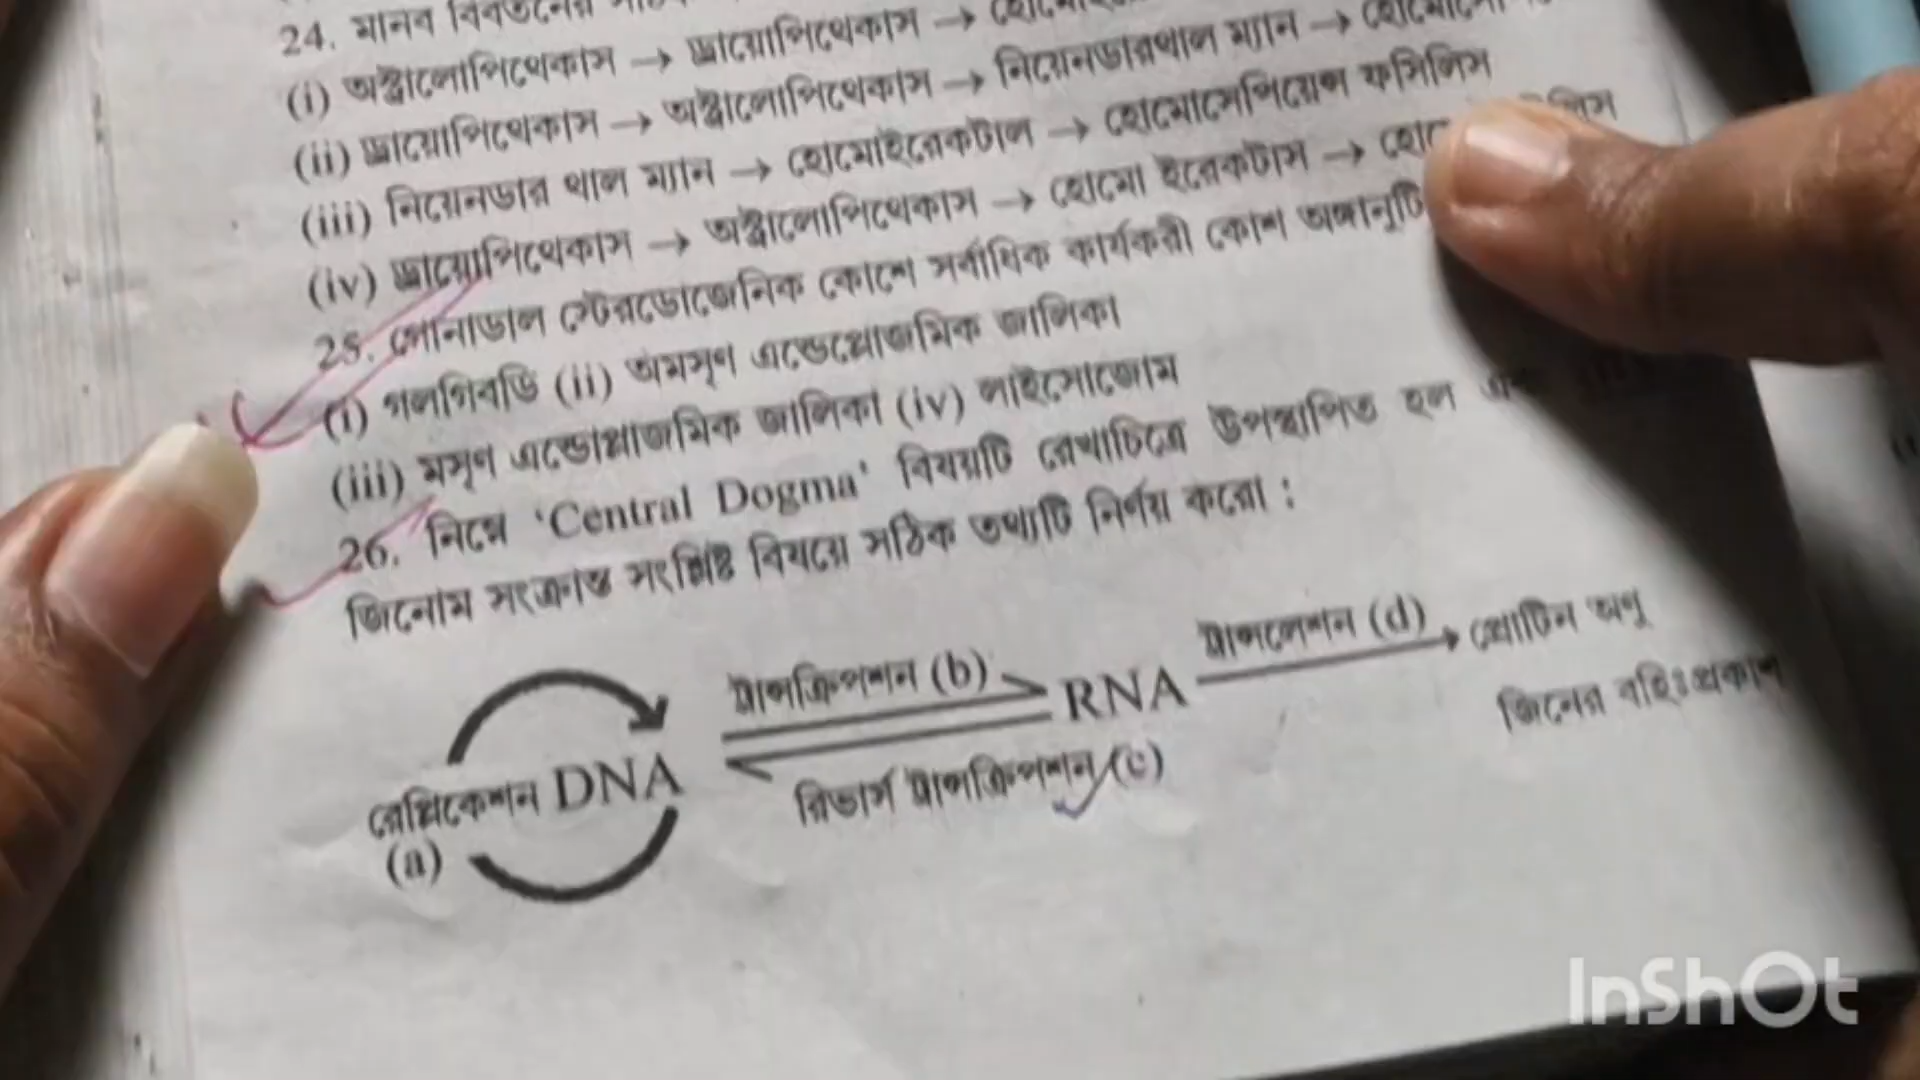 24. মানব বিবর্তনের
(i) অস্ট্রালোপিথেকাস → ড্রায়োপিথেকাস →
(ii) ড্রায়োপিথেকাস → অস্ট্রালোপিথেকাস → নিয়েনডারথাল ম্যান →
(iii) নিয়েনডার থাল ম্যান → হোমোইরেকটাল → হোমোসেপিয়েন্স ফসিলিস
(iv) ড্রায়োপিথেকাস → অস্ট্রালোপিথেকাস → হোমো ইরেকটাস →
25. গোনাডাল স্টেরডোজেনিক কোশে সর্বাধিক কার্যকরী কোশ অঙ্গানুটি
(i) গলগিবডি (ii) অমসৃণ এন্ডেপ্লোজমিক জালিকা
(iii) মসৃণ এন্ডোপ্লাজমিক জালিকা (iv) লাইসোজোম
26. নিম্নে ‘Central Dogma’ বিষয়টি রেখাচিত্রে উপস্থাপিত হল
জিনোম সংক্রান্ত সংশ্লিষ্ট বিষয়ে সঠিক তথ্যটি নির্ণয় করো :
ট্রান্সক্রিপশন (b) RNA ট্রান্সলেশন (d) প্রোটিন অণু
জিনের বহিঃপ্রকাশ
রেপ্লিকেশন DNA রিভার্স ট্রান্সক্রিপশন (c)
(a)
InShOt